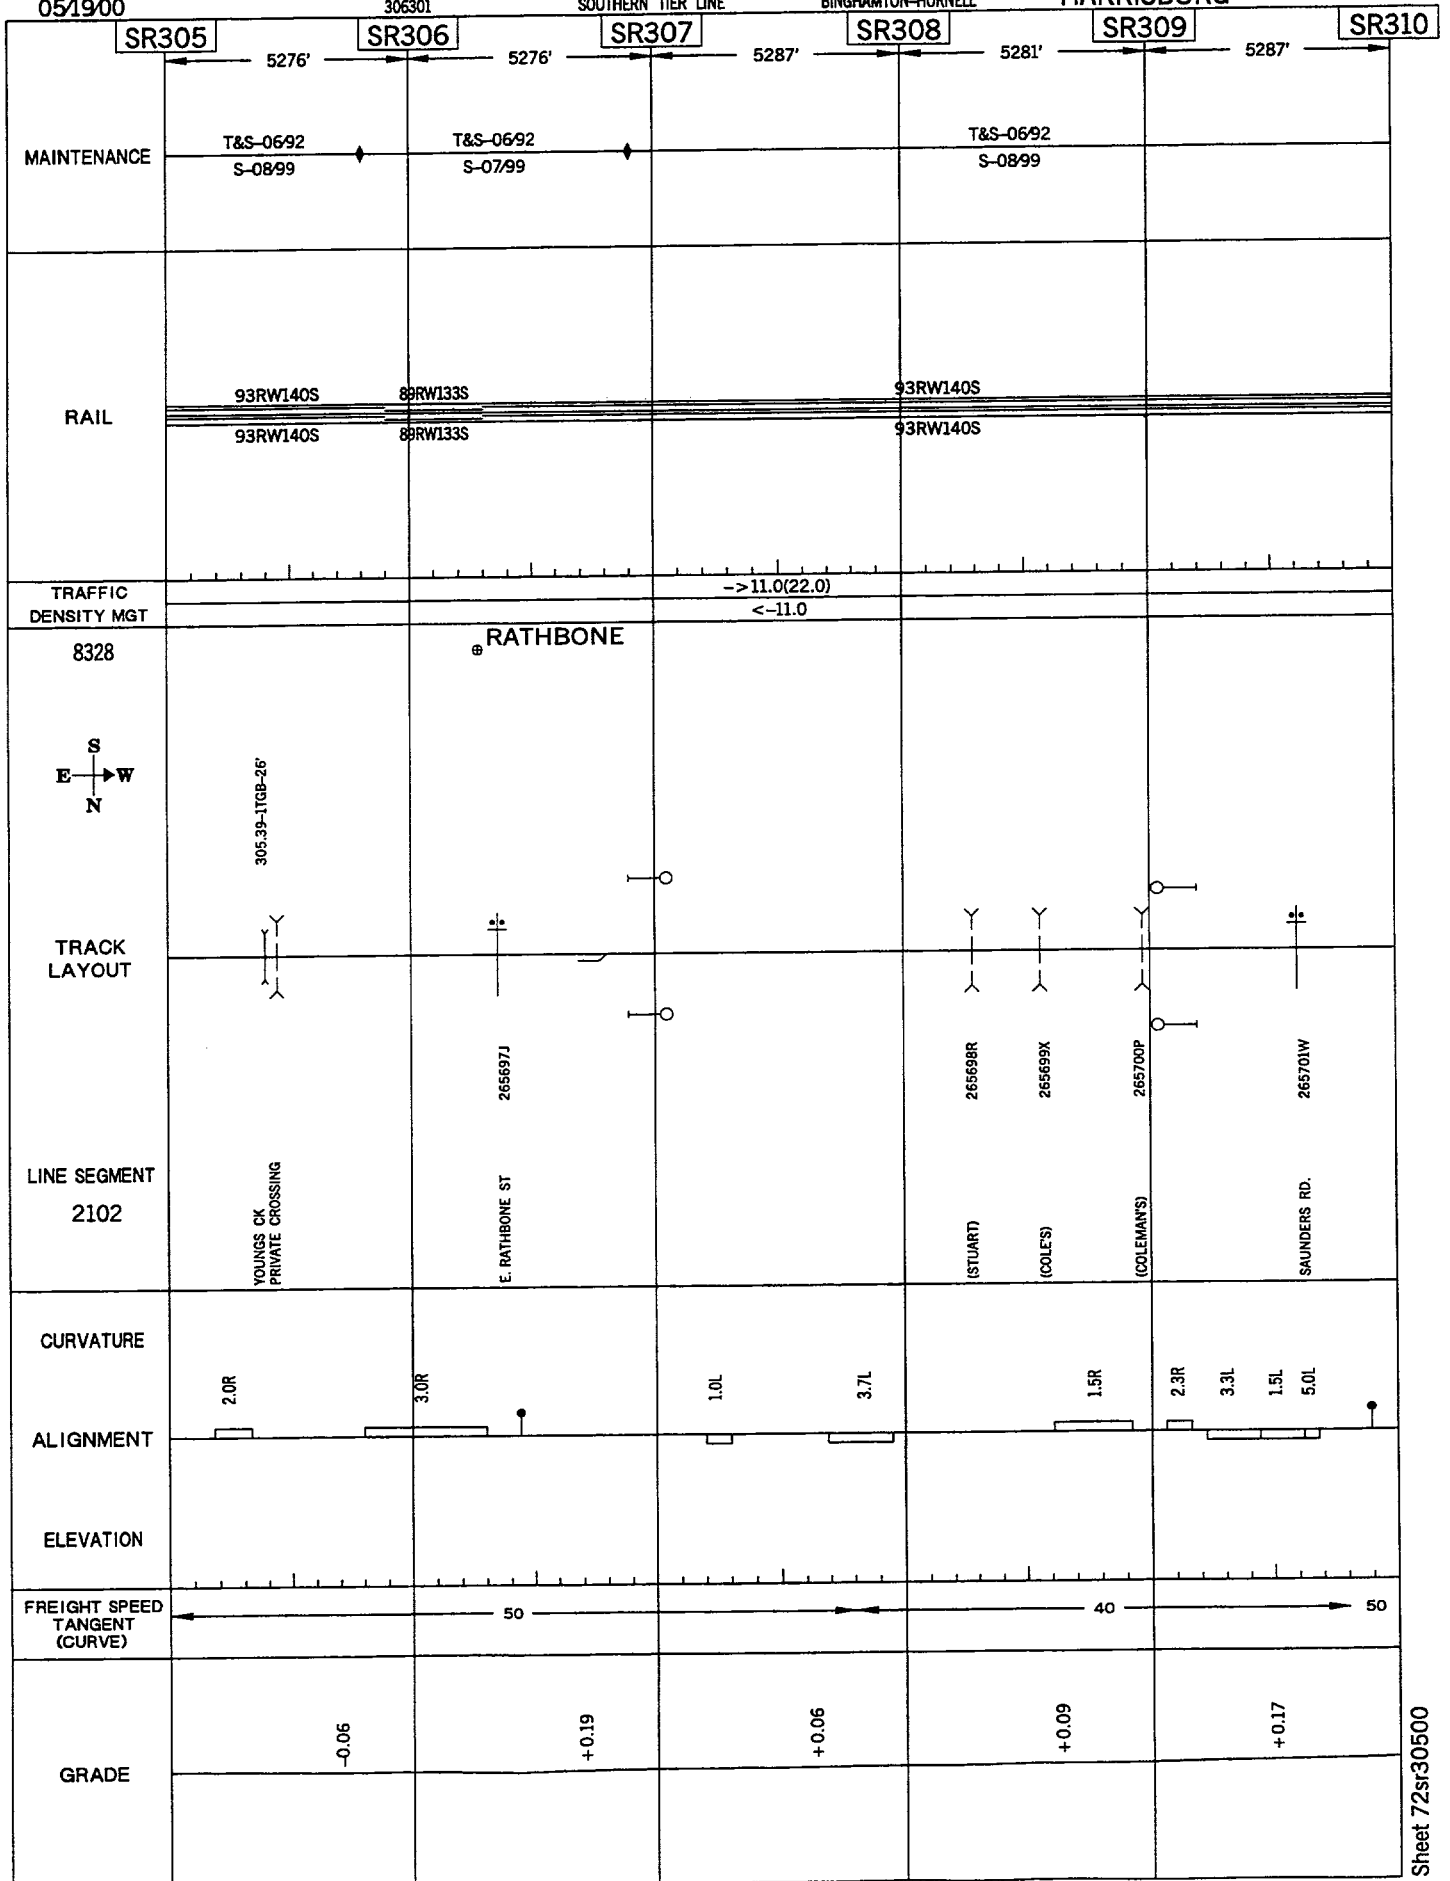 05/19/00 306301 SOUTHERN TIER LINE BINGHAMTON-HORNELL HARRISBURG
SR305 SR306 SR307 SR308 SR309 SR310
5276' 5276' 5287' 5281' 5287'
MAINTENANCE
T&S-06/92 T&S-06/92 T&S-06/92
S-08/99 S-07/99 S-08/99
RAIL
93RW140S 89RW133S 93RW140S
93RW140S 89RW133S 93RW140S
TRAFFIC
DENSITY MGT
->11.0(22.0)
<-11.0
8328
RATHBONE
S
E W
N
305.39-1TGB-26'
TRACK
LAYOUT
265697J
265698R
265699X
265700P
265701W
LINE SEGMENT
2102
YOUNGS CK
PRIVATE CROSSING
E. RATHBONE ST
(STUART)
(COLE'S)
(COLEMAN'S)
SAUNDERS RD.
CURVATURE
2.0R 3.0R 1.0L 3.7L 1.5R 2.3R 3.3L 1.5L 5.0L
ALIGNMENT
ELEVATION
FREIGHT SPEED
TANGENT
(CURVE)
50 40 50
GRADE
-0.06 +0.19 +0.06 +0.09 +0.17
Sheet 72sr30500